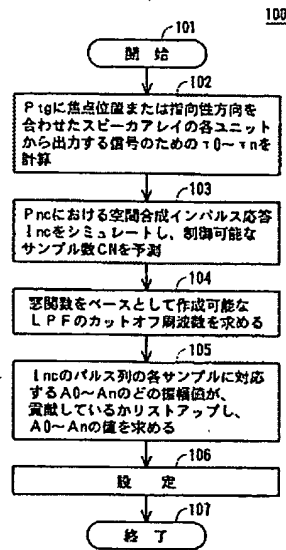 100
101
開始
102
Ptgに焦点位置または指向性方向を
合わせたスピーカアレイの各ユニット
から出力する信号のためのτ0～τnを
計算
103
Pncにおける空間合成インパルス応答
Incをシミュレートし、制御可能な
サンプル数CNを予測
104
窓関数をベースとして作成可能な
LPFのカットオフ周波数を求める
105
Incのパルス列の各サンプルに対応
するA0～Anのどの振幅値が、
貢献しているかリストアップし、
A0～Anの値を求める
106
設定
107
終了